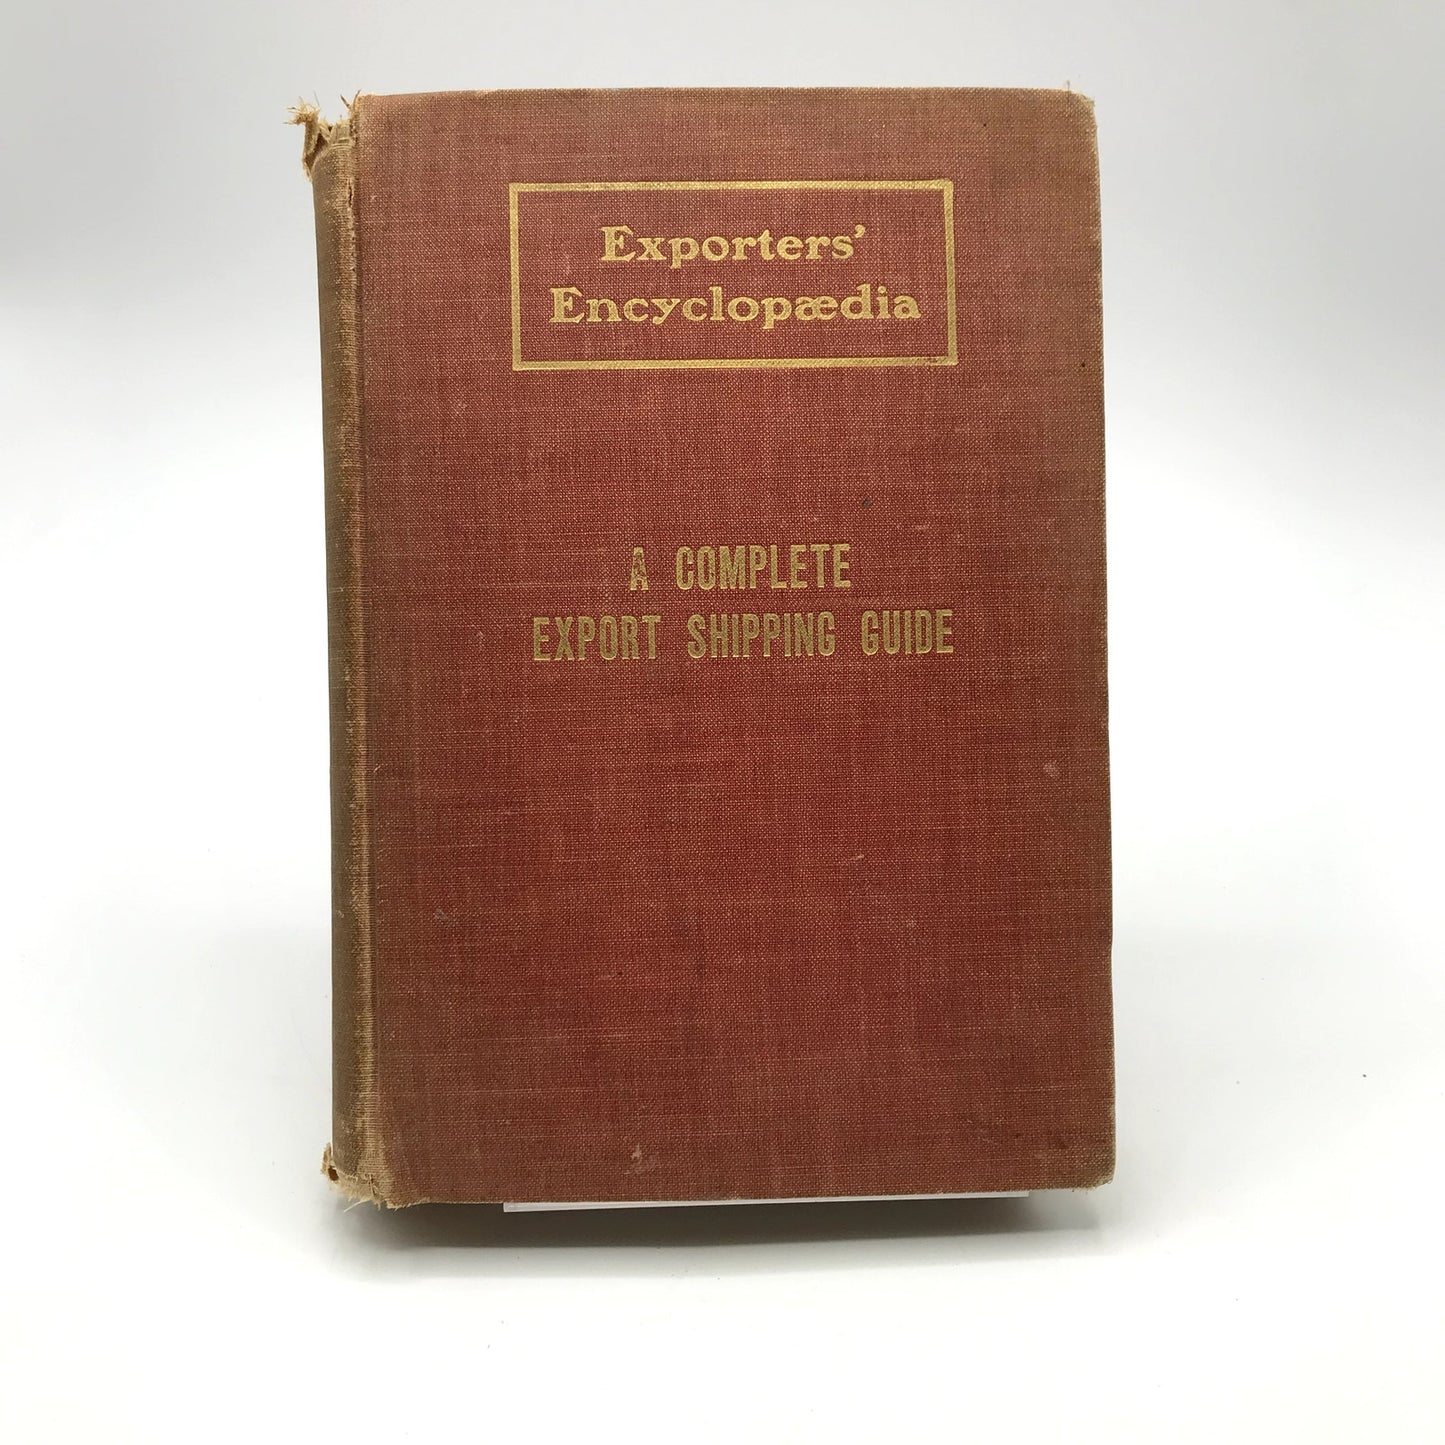 Exporters’
Encyclopædia
A COMPLETE
EXPORT SHIPPING GUIDE